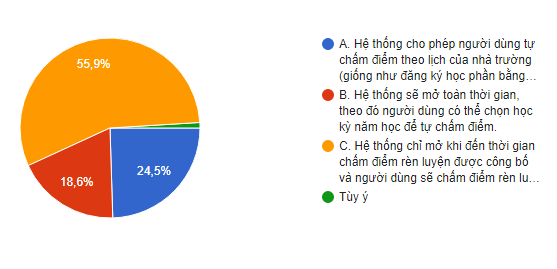 55,9%
18,6%
24,5%
A. Hệ thống cho phép người dùng tự
chấm điểm theo lịch của nhà trường
(giống như đăng ký học phần bằng…
B. Hệ thống sẽ mở toàn thời gian,
theo đó người dùng có thể chọn học
kỳ năm học để tự chấm điểm.
C. Hệ thống chỉ mở khi đến thời gian
chấm điểm rèn luyện được công bố
và người dùng sẽ chấm điểm rèn lu…
Tùy ý